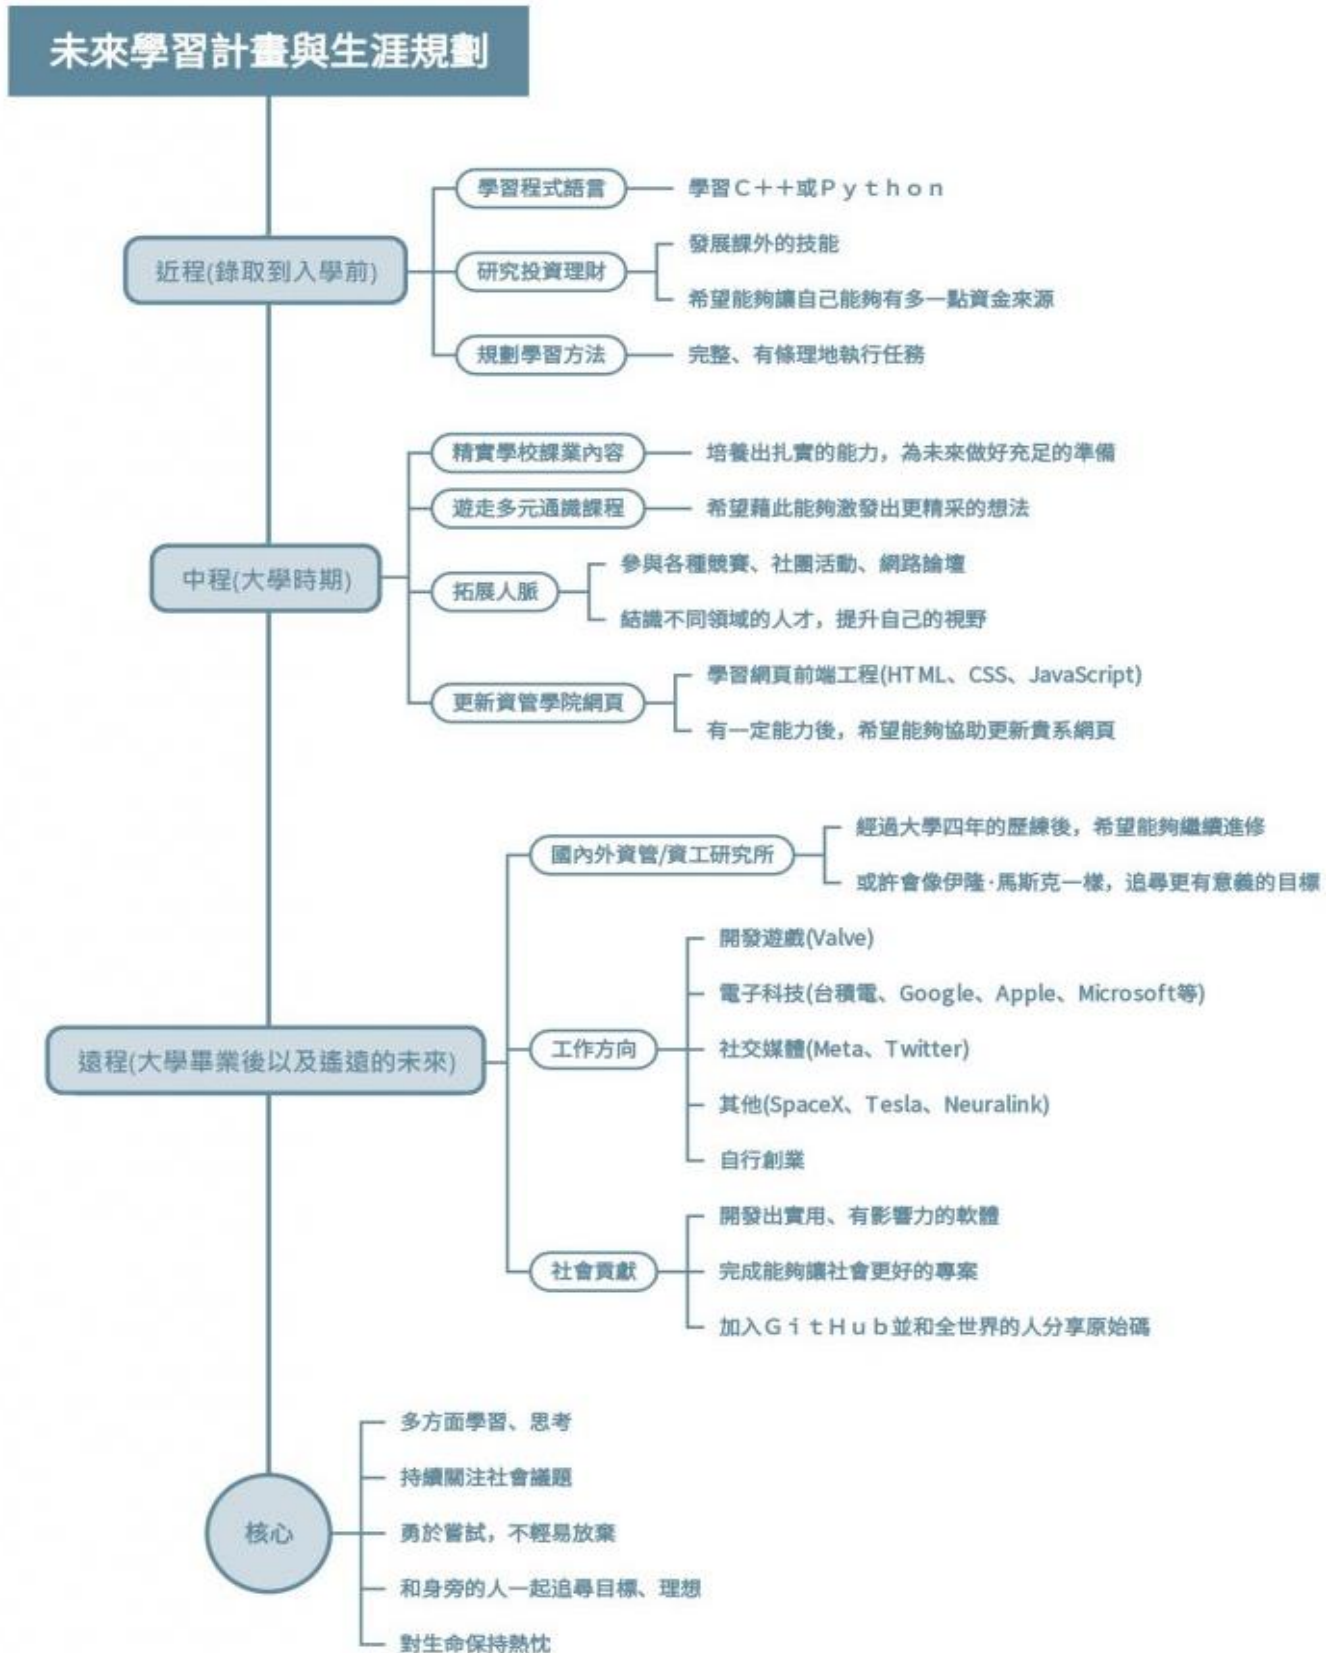 未來學習計畫與生涯規劃
近程(錄取到入學前)
學習程式語言
學習C++或Python
研究投資理財
發展課外的技能
希望能夠讓自己能夠有多一點資金來源
規劃學習方法
完整、有條理地執行任務
中程(大學時期)
精實學校課業內容
培養出扎實的能力，為未來做好充足的準備
遊走多元通識課程
希望藉此能夠激發出更精采的想法
拓展人脈
參與各種競賽、社團活動、網路論壇
結識不同領域的人才，提升自己的視野
更新資管學院網頁
學習網頁前端工程(HTML、CSS、JavaScript)
有一定能力後，希望能夠協助更新貴系網頁
遠程(大學畢業後以及遙遠的未來)
國內外資管/資工研究所
經過大學四年的歷練後，希望能夠繼續進修
或許會像伊隆·馬斯克一樣，追尋更有意義的目標
工作方向
開發遊戲(Valve)
電子科技(台積電、Google、Apple、Microsoft等)
社交媒體(Meta、Twitter)
其他(SpaceX、Tesla、Neuralink)
自行創業
社會貢獻
開發出實用、有影響力的軟體
完成能夠讓社會更好的專案
加入GitHub並和全世界的人分享原始碼
核心
多方面學習、思考
持續關注社會議題
勇於嘗試，不輕易放棄
和身旁的人一起追尋目標、理想
對生命保持熱忱